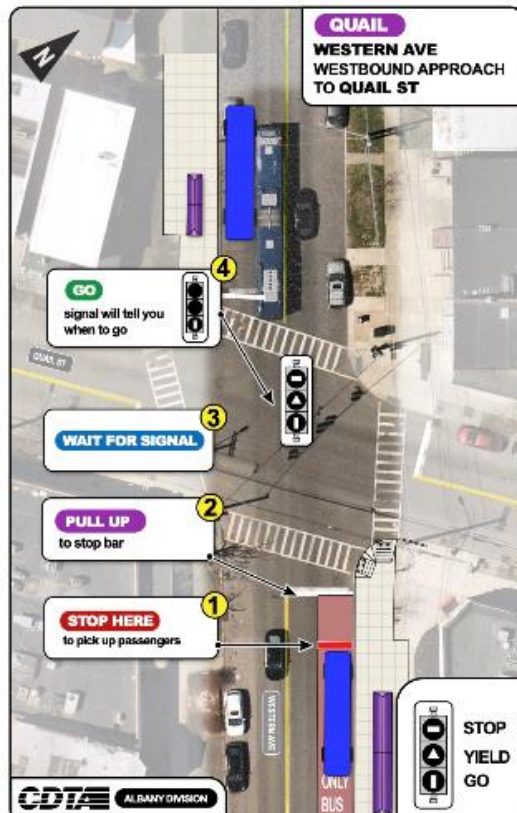 QUAIL
WESTERN AVE
WESTBOUND APPROACH
TO QUAIL ST
N
4
GO
signal will tell you
when to go
QUAIL ST
3
WAIT FOR SIGNAL
2
PULL UP
to stop bar
1
STOP HERE
to pick up passengers
WESTERN AVE
ONLY
BUS
STOP
YIELD
GO
CDTA ALBANY DIVISION